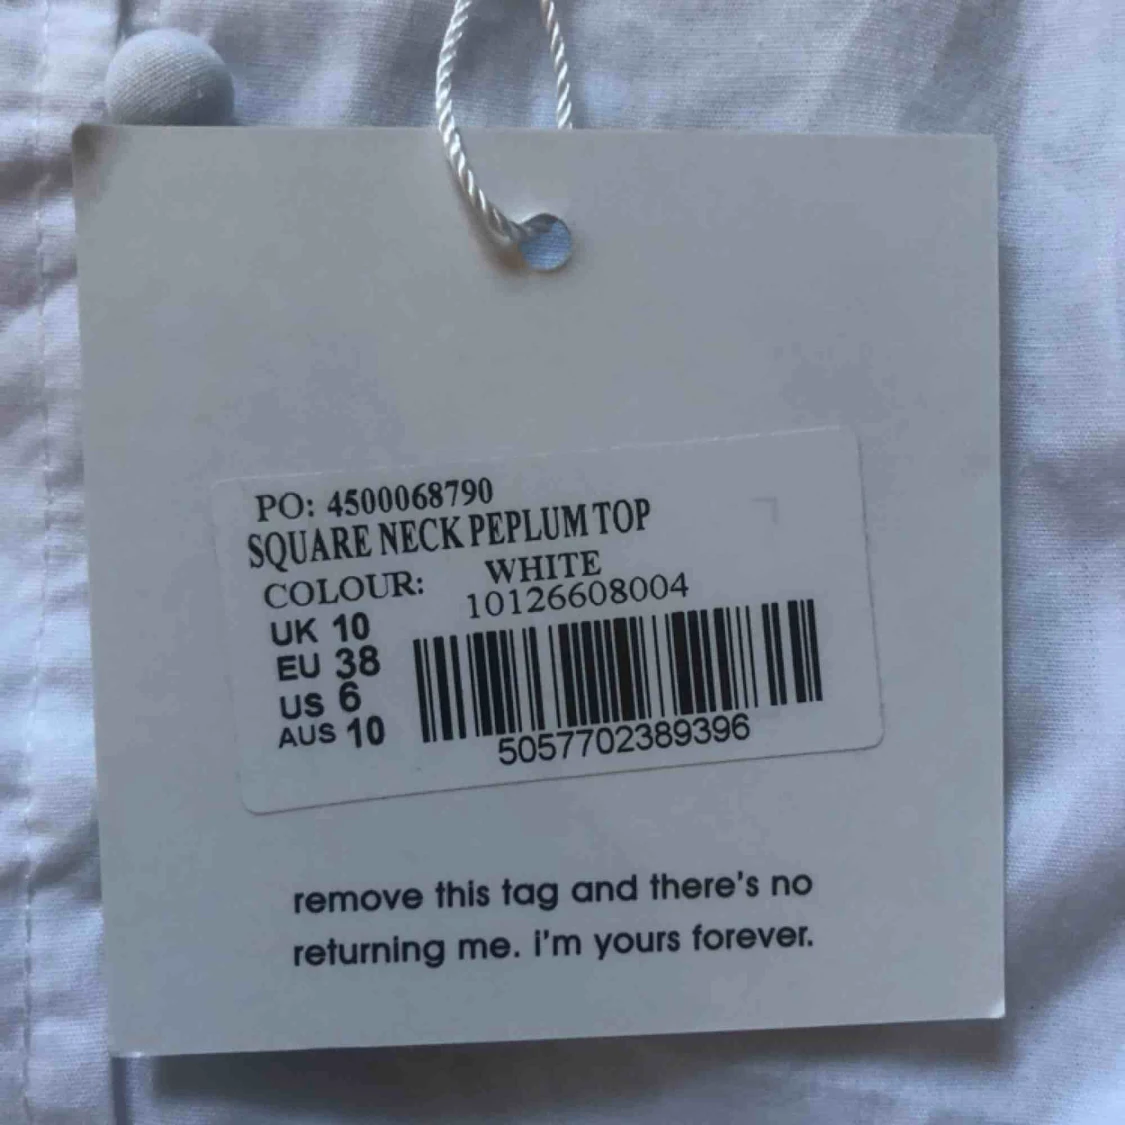 PO: 4500068790
SQUARE NECK PEPLUM TOP
COLOUR: WHITE
10126608004
UK 10
EU 38
US 6
AUS 10
5057702389396
remove this tag and there's no
returning me. i'm yours forever.